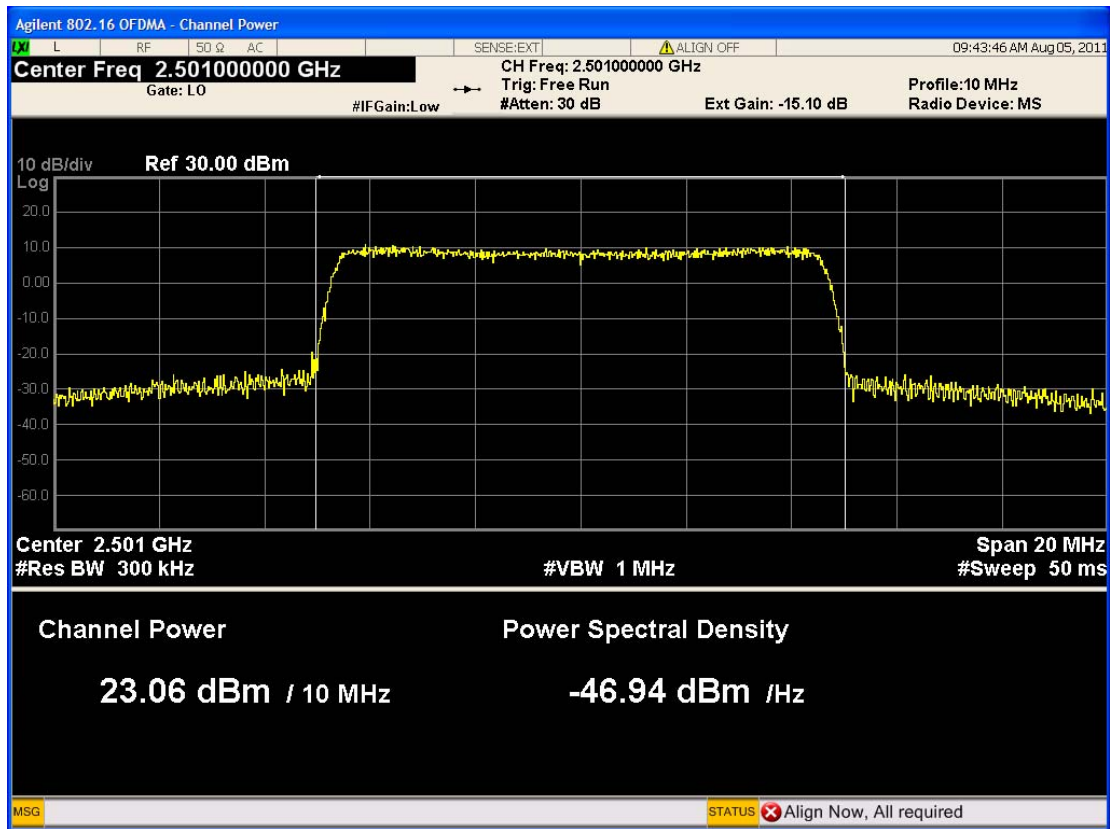 Agilent 802.16 OFDMA - Channel Power
LXI L RF 50 Ω AC SENSE:EXT ALIGN OFF 09:43:46 AM Aug 05, 2011
Center Freq 2.501000000 GHz CH Freq: 2.501000000 GHz
Gate: LO Trig: Free Run Profile:10 MHz
#IFGain:Low #Atten: 30 dB Ext Gain: -15.10 dB Radio Device: MS
10 dB/div Ref 30.00 dBm
Log
20.0
10.0
0.00
-10.0
-20.0
-30.0
-40.0
-50.0
-60.0
Center 2.501 GHz Span 20 MHz
#Res BW 300 kHz #VBW 1 MHz #Sweep 50 ms
Channel Power Power Spectral Density
23.06 dBm / 10 MHz -46.94 dBm /Hz
MSG STATUS Align Now, All required